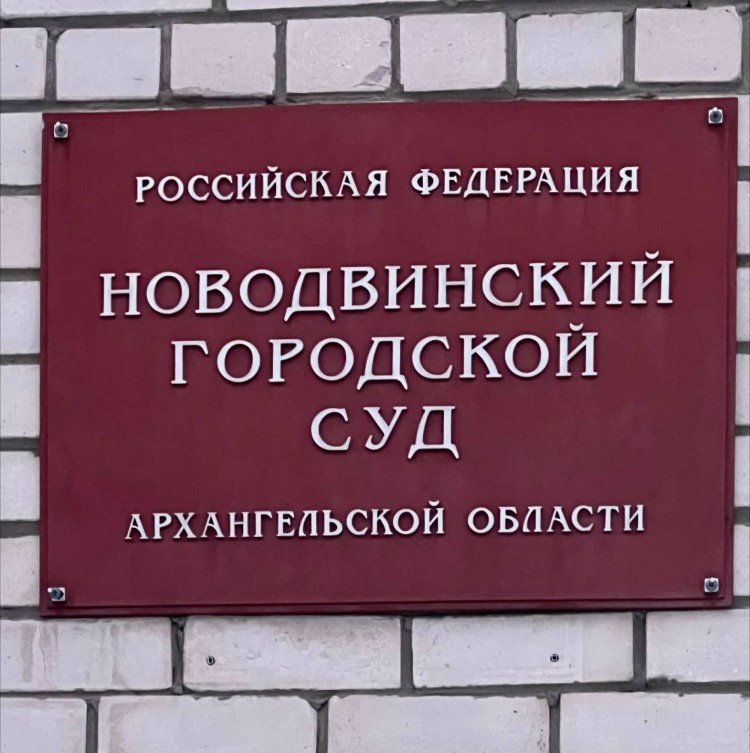 РОССИЙСКАЯ ФЕДЕРАЦИЯ
НОВОДВИНСКИЙ
ГОРОДСКОЙ
СУД
АРХАНГЕЛЬСКОЙ ОБЛАСТИ